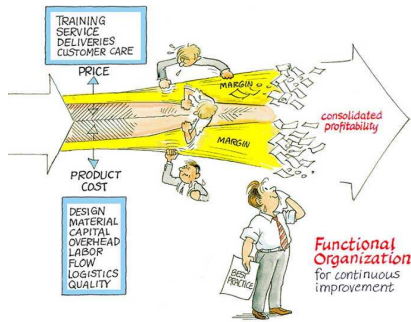 TRAINING
SERVICE
DELIVERIES
CUSTOMER CARE
PRICE
MARGIN
consolidated
profitability
MARGIN
PRODUCT
COST
DESIGN
MATERIAL
CAPITAL
OVERHEAD
LABOR
FLOW
LOGISTICS
QUALITY
BEST
PRACTICE
Functional
Organization
for continuous
improvement